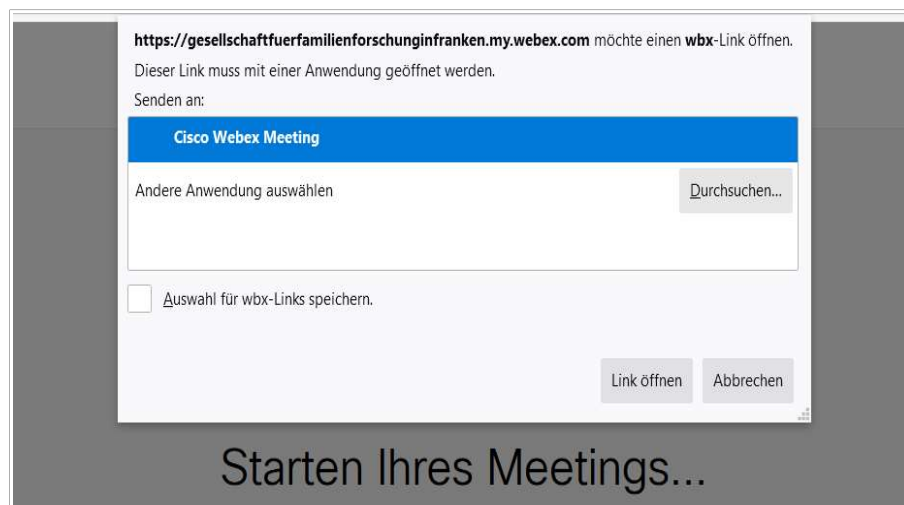 https://gesellschaftfuerfamilienforschunginfranken.my.webex.com möchte einen wbx-Link öffnen.
Dieser Link muss mit einer Anwendung geöffnet werden.
Senden an:
Cisco Webex Meeting
Andere Anwendung auswählen
Durchsuchen...
Auswahl für wbx-Links speichern.
Link öffnen
Abbrechen
Starten Ihres Meetings...